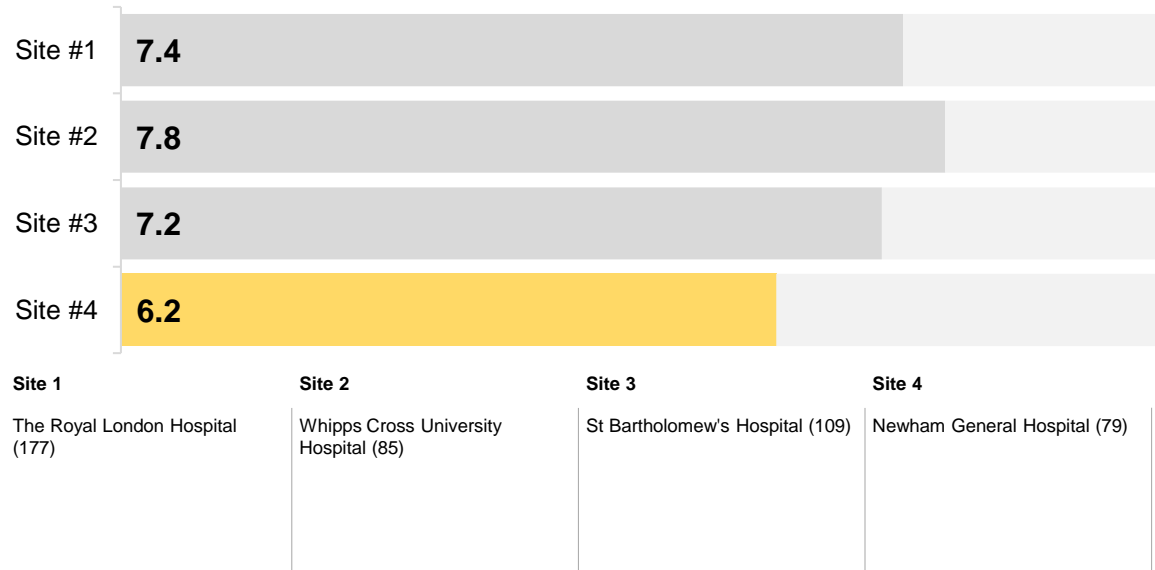 Site #1
7.4
Site #2
7.8
Site #3
7.2
Site #4
6.2
Site 1
The Royal London Hospital
(177)
Site 2
Whipps Cross University
Hospital (85)
Site 3
St Bartholomew's Hospital (109)
Site 4
Newham General Hospital (79)